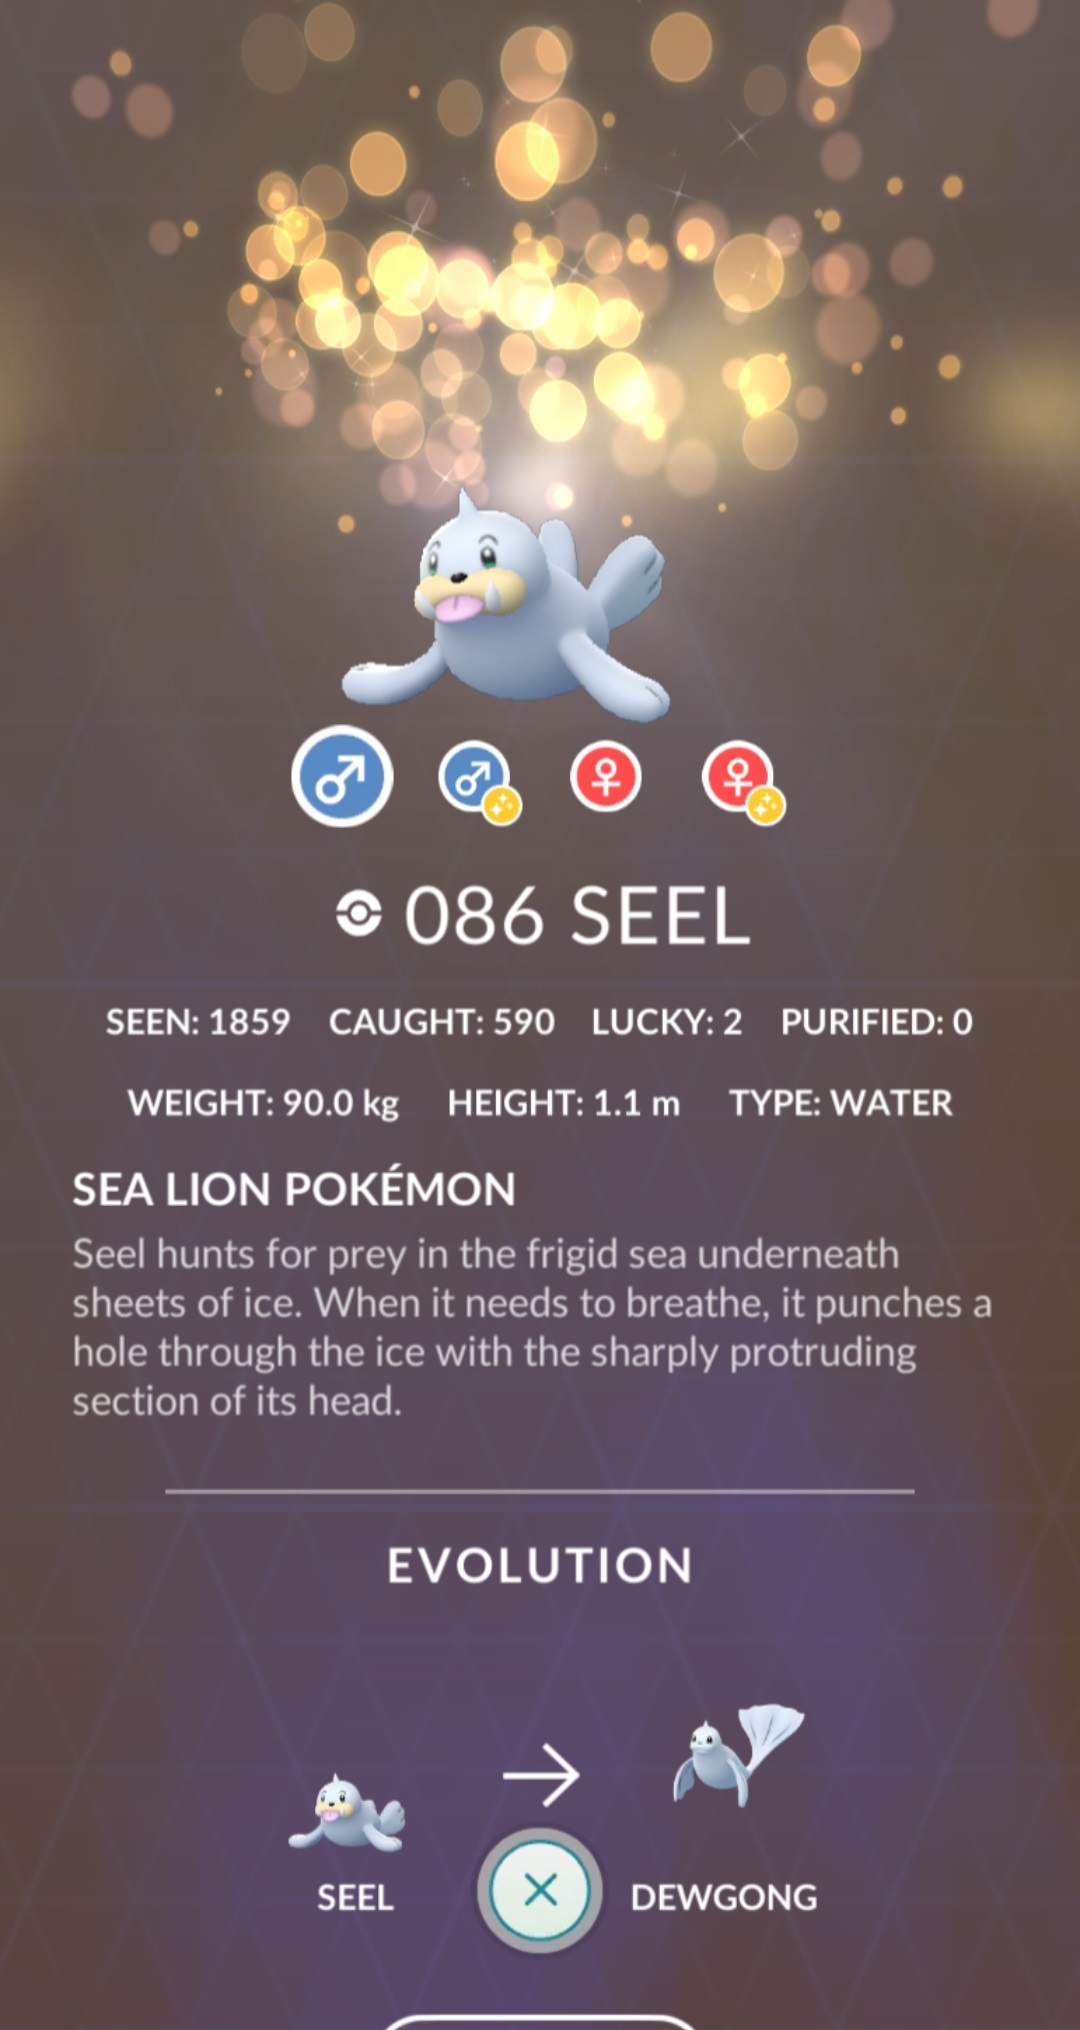 086 SEEL
SEEN: 1859 CAUGHT: 590 LUCKY: 2 PURIFIED: 0
WEIGHT: 90.0 kg HEIGHT: 1.1 m TYPE: WATER
SEA LION POKÉMON
Seel hunts for prey in the frigid sea underneath
sheets of ice. When it needs to breathe, it punches a
hole through the ice with the sharply protruding
section of its head.
EVOLUTION
SEEL DEWGONG